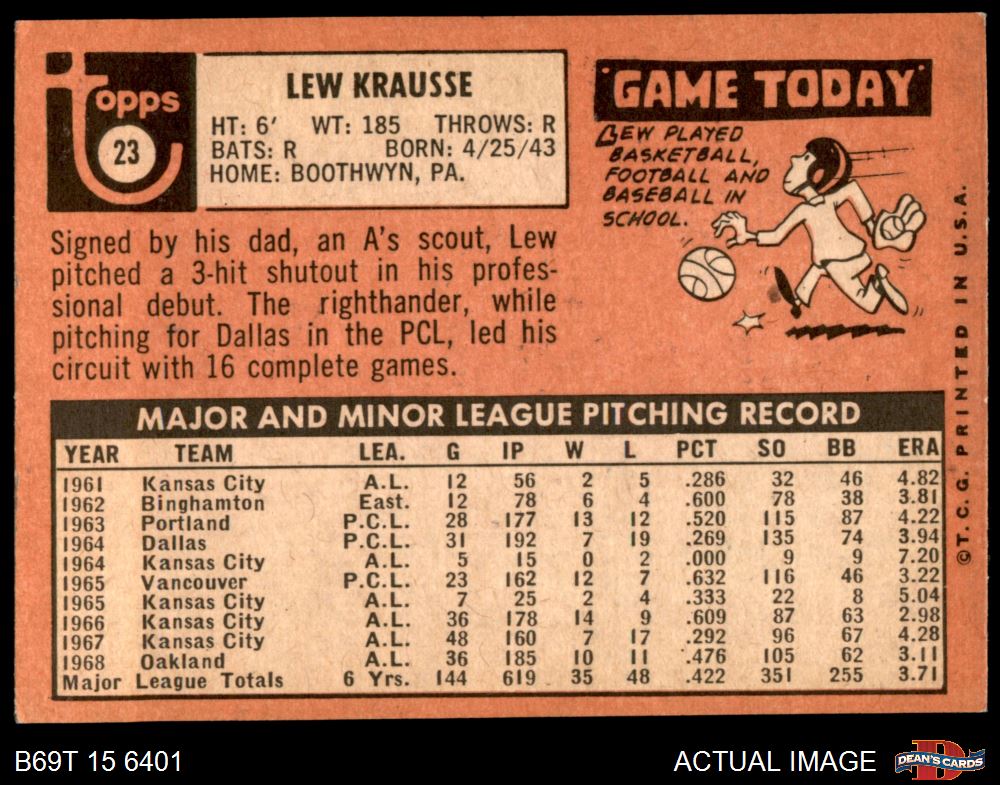 Topps
23
LEW KRAUSSE
HT: 6' WT: 185 THROWS: R
BATS: R BORN: 4/25/43
HOME: BOOTHWYN, PA.
Signed by his dad, an A's scout, Lew
pitched a 3-hit shutout in his profes-
sional debut. The righthander, while
pitching for Dallas in the PCL, led his
circuit with 16 complete games.
"GAME TODAY"
LEW PLAYED
BASKETBALL,
FOOTBALL AND
BASEBALL IN
SCHOOL.
MAJOR AND MINOR LEAGUE PITCHING RECORD
YEAR TEAM LEA. G IP W L PCT SO BB ERA
1961 Kansas City A.L. 12 56 2 5 .286 32 46 4.82
1962 Binghamton East. 12 78 6 4 .600 78 38 3.81
1963 Portland P.C.L. 28 177 13 12 .520 115 87 4.22
1964 Dallas P.C.L. 31 192 7 19 .269 135 74 3.94
1964 Kansas City A.L. 5 15 0 2 .000 9 9 7.20
1965 Vancouver P.C.L. 23 162 12 7 .632 116 46 3.22
1965 Kansas City A.L. 7 25 2 4 .333 22 8 5.04
1966 Kansas City A.L. 36 178 14 9 .609 87 63 2.98
1967 Kansas City A.L. 48 160 7 17 .292 96 67 4.28
1968 Oakland A.L. 36 185 10 11 .476 105 62 3.11
Major League Totals 6 Yrs. 144 619 35 48 .422 351 255 3.71
©T. C. G. PRINTED IN U.S.A.
B69T 15 6401
ACTUAL IMAGE
DEAN'S CARDS